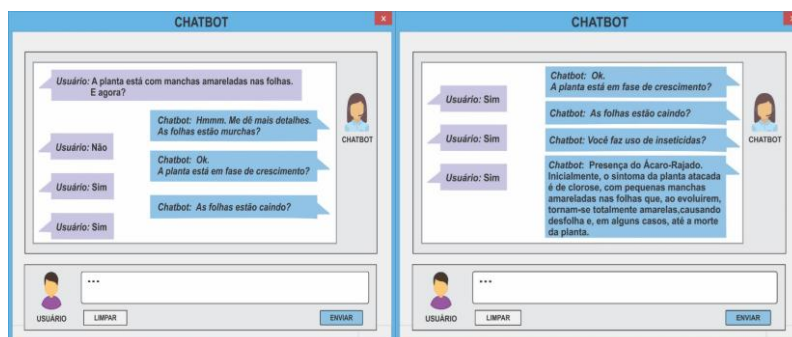 CHATBOT
x
Usuário: A planta está com manchas amareladas nas folhas.
E agora?
Chatbot: Hmmm. Me dê mais detalhes.
As folhas estão murchas?
CHATBOT
Usuário: Não
Chatbot: Ok.
A planta está em fase de crescimento?
Usuário: Sim
Chatbot: As folhas estão caindo?
Usuário: Sim
...
USUÁRIO
LIMPAR
ENVIAR
CHATBOT
x
Chatbot: Ok.
A planta está em fase de crescimento?
Usuário: Sim
Chatbot: As folhas estão caindo?
CHATBOT
Usuário: Sim
Chatbot: Você faz uso de inseticidas?
Usuário: Sim
Chatbot: Presença do Ácaro-Rajado.
Inicialmente, o sintoma da planta atacada
é de clorose, com pequenas manchas
amareladas nas folhas que, ao evoluírem,
tornam-se totalmente amarelas,causando
desfolha e, em alguns casos, até a morte
da planta.
...
USUÁRIO
LIMPAR
ENVIAR